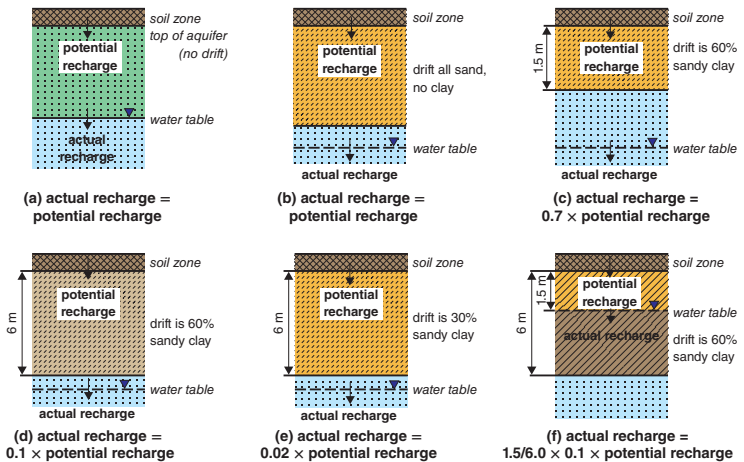 soil zone
top of aquifer
(no drift)
potential
recharge
water table
actual
recharge
(a) actual recharge =
potential recharge
soil zone
potential
recharge
drift all sand,
no clay
water table
actual recharge
(b) actual recharge =
potential recharge
soil zone
1.5 m
potential
recharge
drift is 60%
sandy clay
water table
actual recharge
(c) actual recharge =
0.7 × potential recharge
soil zone
6 m
potential
recharge
drift is 60%
sandy clay
water table
actual recharge
(d) actual recharge =
0.1 × potential recharge
soil zone
6 m
potential
recharge
drift is 30%
sandy clay
water table
actual recharge
(e) actual recharge =
0.02 × potential recharge
soil zone
6 m
1.5 m
potential
recharge
water table
actual recharge
drift is 60%
sandy clay
(f) actual recharge =
1.5/6.0 × 0.1 × potential recharge